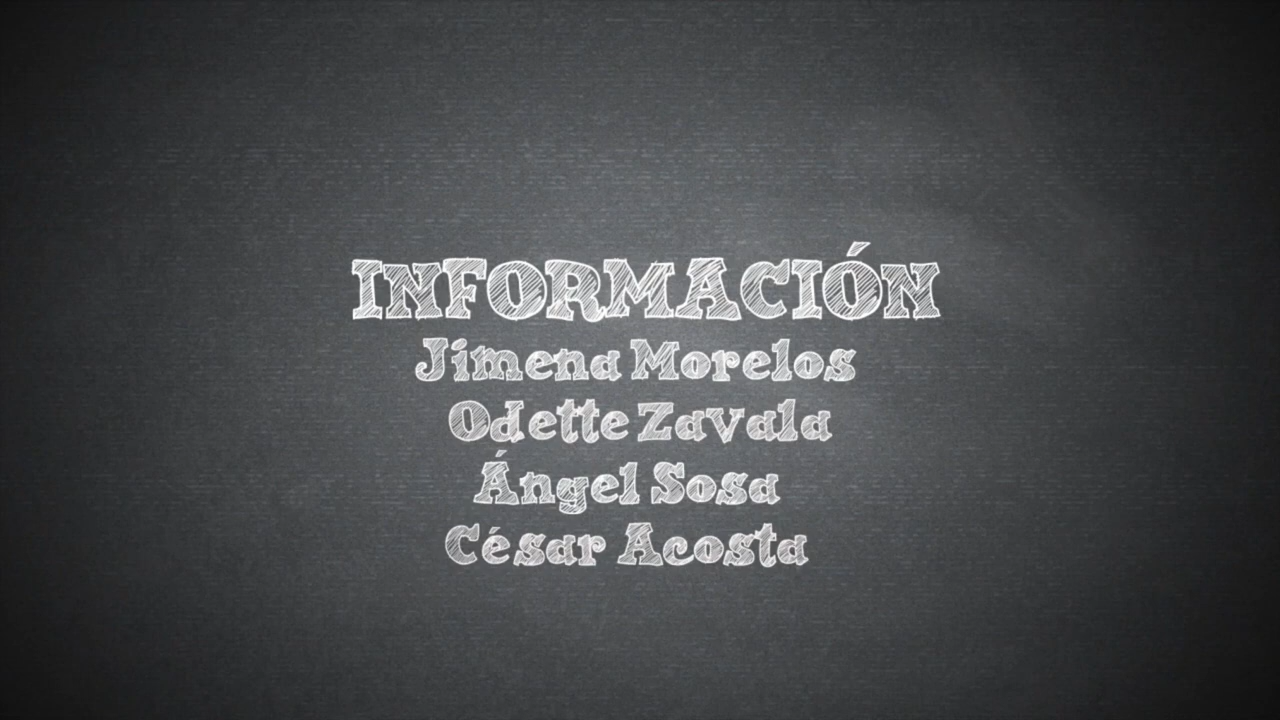 INFORMACIÓN
Jimena Morelos
Odette Zavala
Ángel Sosa
César Acosta